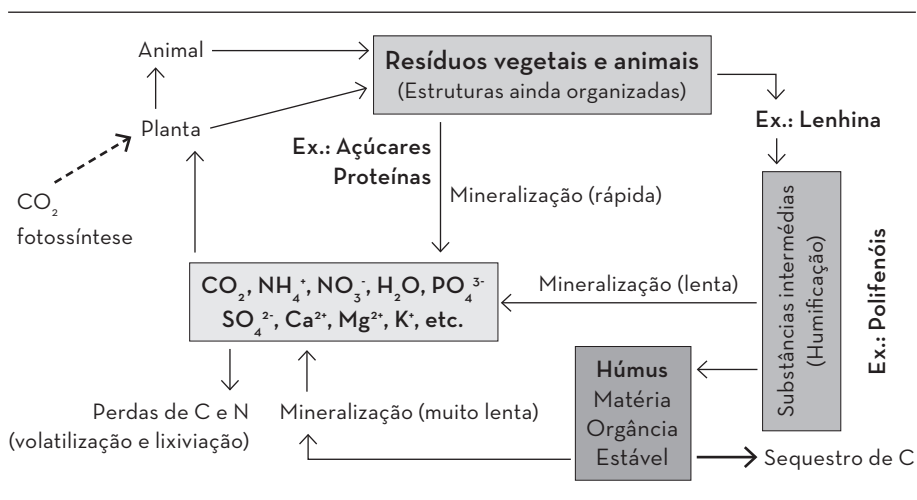 Animal
Resíduos vegetais e animais
(Estruturas ainda organizadas)
Planta
Ex.: Lenhina
Ex.: Açúcares
Proteínas
Mineralização (rápida)
CO₂
fotossíntese
Substâncias intermédias
(Humificação)
Ex.: Polifenóis
CO₂, NH₄⁺, NO₃⁻, H₂O, PO₄³⁻
SO₄²⁻, Ca²⁺, Mg²⁺, K⁺, etc.
Mineralização (lenta)
Húmus
Matéria
Orgância
Estável
Perdas de C e N
(volatilização e lixiviação)
Mineralização (muito lenta)
Sequestro de C